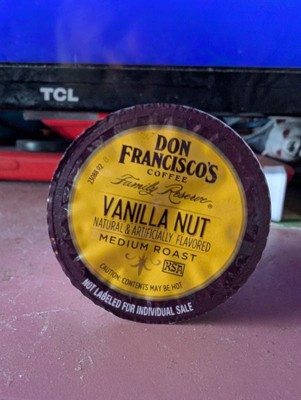 TCL
DON
FRANCISCO'S
COFFEE
Family Reserve®
VANILLA NUT
NATURAL & ARTIFICIALLY FLAVORED
MEDIUM ROAST
CAUTION: CONTENTS MAY BE HOT
NOT LABELED FOR INDIVIDUAL SALE